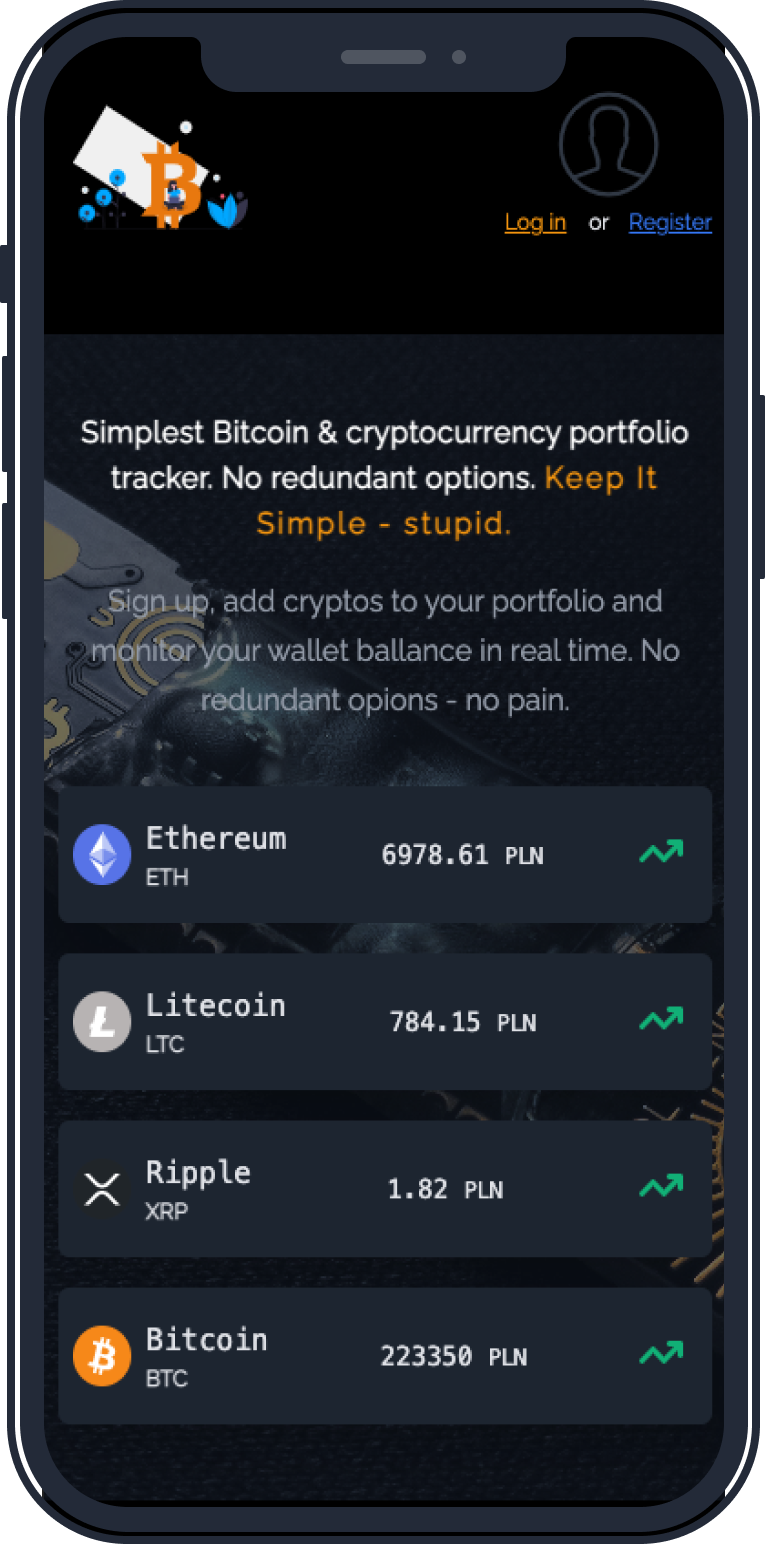 Log in or Register
Simplest Bitcoin & cryptocurrency portfolio
tracker. No redundant options. Keep It
Simple - stupid.
Sign up, add cryptos to your portfolio and
monitor your wallet ballance in real time. No
redundant opions - no pain.
Ethereum
ETH
6978.61 PLN
Litecoin
LTC
784.15 PLN
Ripple
XRP
1.82 PLN
Bitcoin
BTC
223350 PLN